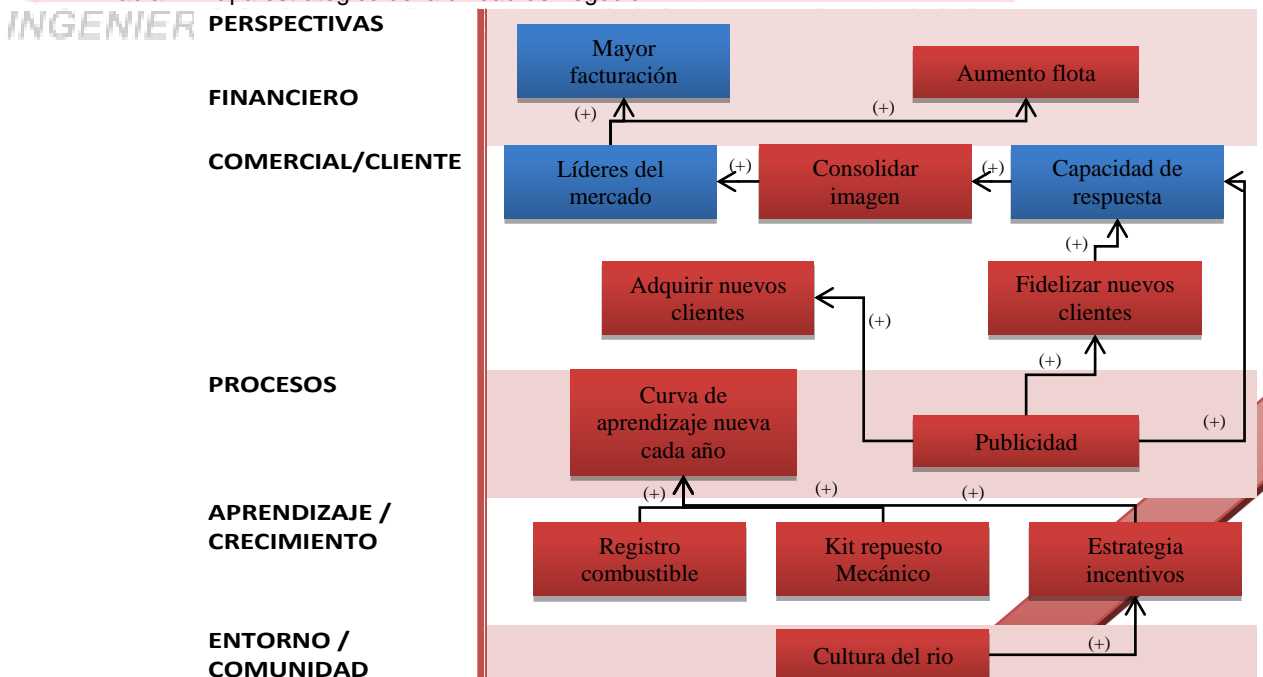 INGENIER
PERSPECTIVAS
Mayor
facturación
Aumento flota
FINANCIERO
(+)
(+)
COMERCIAL/CLIENTE
Líderes del
mercado
(+)
Consolidar
imagen
(+)
Capacidad de
respuesta
(+)
Adquirir nuevos
clientes
Fidelizar nuevos
clientes
(+)
(+)
PROCESOS
Curva de
aprendizaje nueva
cada año
Publicidad
(+)
(+)
(+)
(+)
APRENDIZAJE /
CRECIMIENTO
Registro
combustible
Kit repuesto
Mecánico
Estrategia
incentivos
ENTORNO /
COMUNIDAD
Cultura del rio
(+)